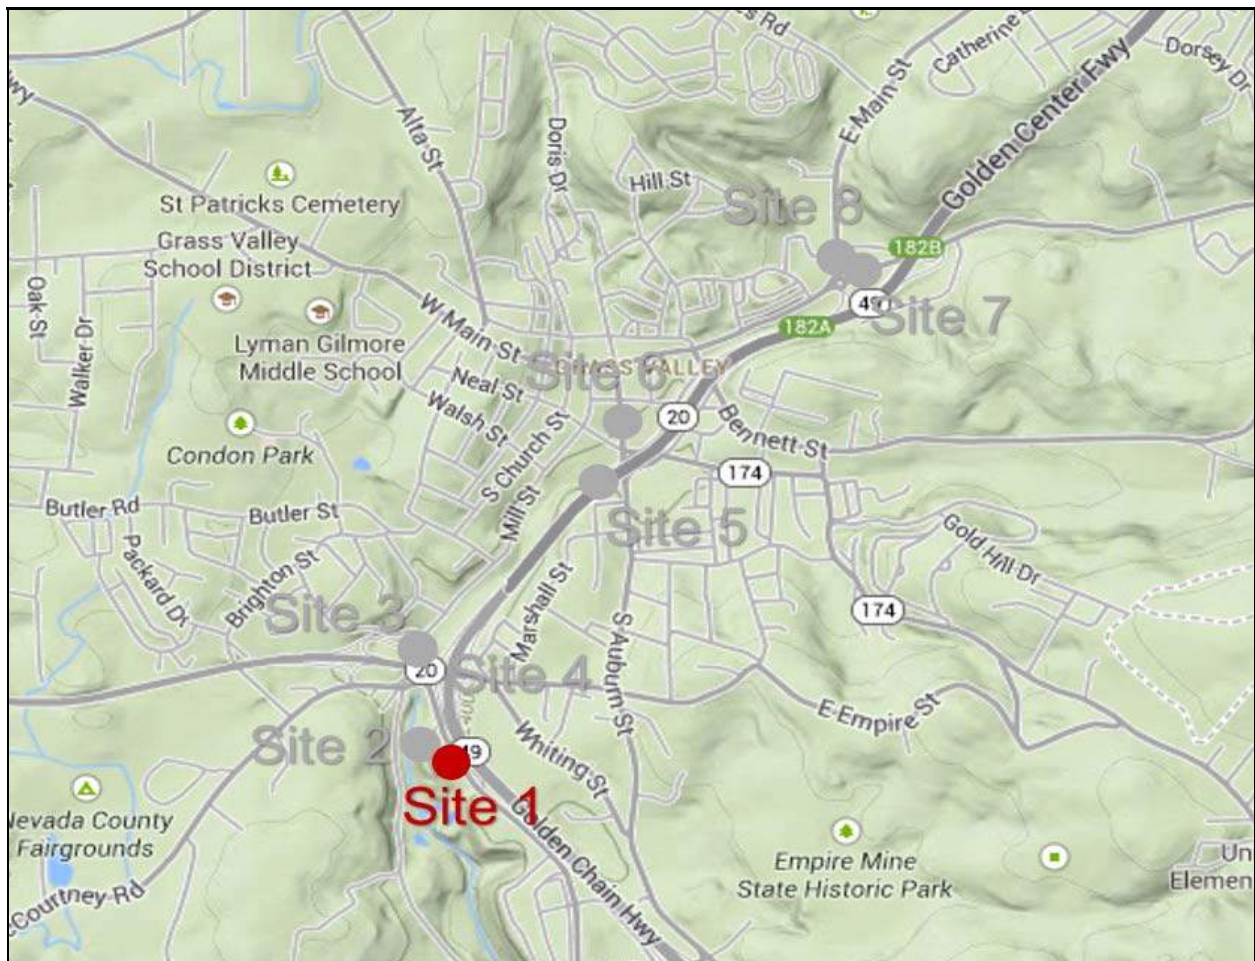 es Rd
Catherine
Dorsey Dr
E Main St
Golden Center Fwy
wy
Alta St
Doris Dr
Hill St
St Patricks Cemetery
Site 8
Grass Valley
School District
182B
Oak St
Walker Dr
W Main St
49
Site 7
182A
Lyman Gilmore
Middle School
GRASS VALLEY
Site 6
Neal St
Walsh St
S Church St
20
Bennett St
Condon Park
174
Mill St
Site 5
Butler Rd
Butler St
Gold Hill Dr
Packard Dr
Brighton St
Marshall St
174
Site 3
S Auburn St
20
Site 4
E Empire St
Site 2
49
Whiting St
Site 1
Golden Chain Hwy
Nevada County
Fairgrounds
Empire Mine
State Historic Park
Un
Elemen
cCourtney Rd